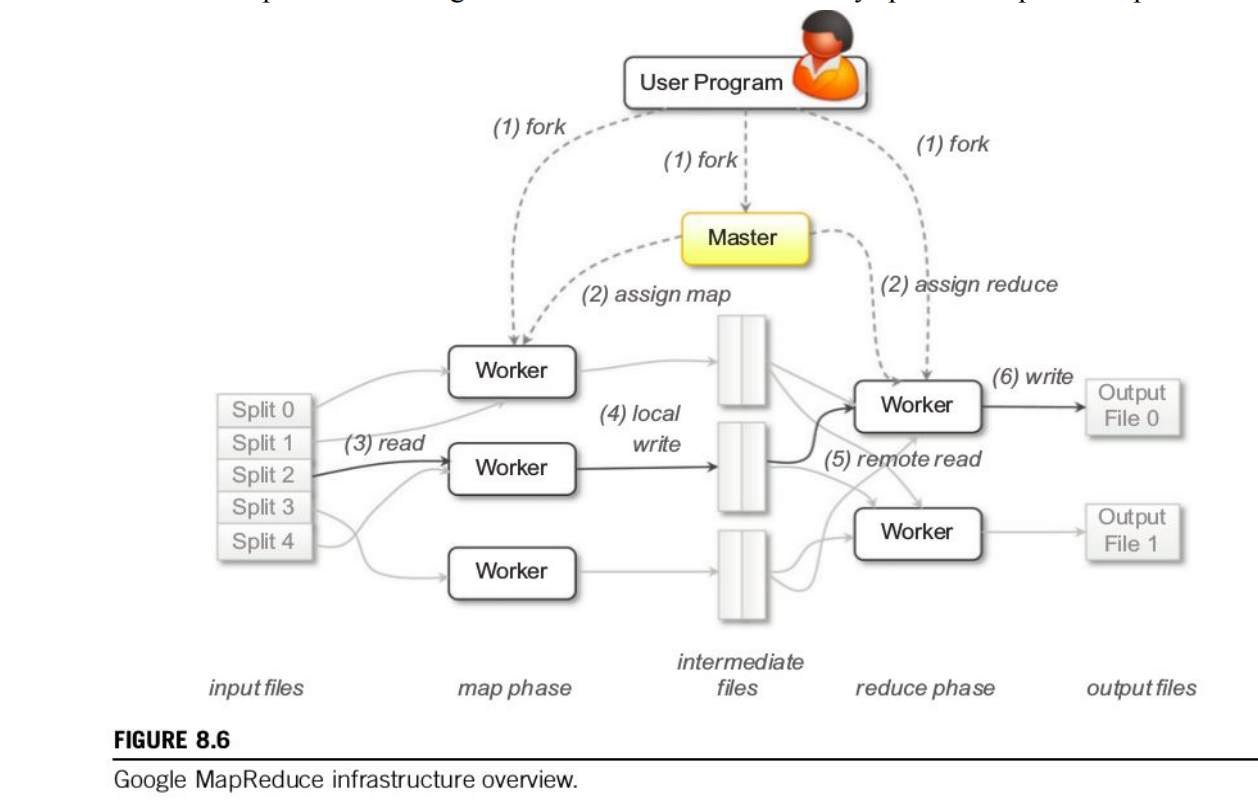 User Program
(1) fork
(1) fork
(1) fork
Master
(2) assign map
(2) assign reduce
Worker
Worker
(6) write
Output
File 0
Split 0
Split 1
Split 2
Split 3
Split 4
(3) read
(4) local
write
Worker
(5) remote read
Worker
Output
File 1
Worker
input files
map phase
intermediate
files
reduce phase
output files
FIGURE 8.6
Google MapReduce infrastructure overview.